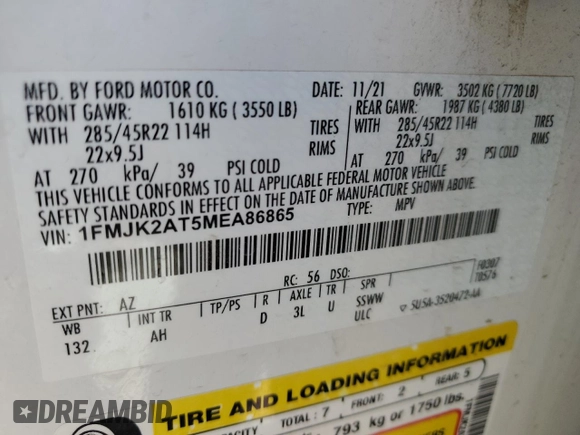 MFD. BY FORD MOTOR CO.
DATE: 11/21 GVWR: 3502 KG ( 7720 LB)
FRONT GAWR: 1610 KG ( 3550 LB)
REAR GAWR: 1987 KG ( 4380 LB)
WITH 285/45R22 114H TIRES
WITH 285/45R22 114H TIRES
22x9.5J RIMS
22x9.5J RIMS
AT 270 kPa/ 39 PSI COLD
AT 270 kPa/ 39 PSI COLD
THIS VEHICLE CONFORMS TO ALL APPLICABLE FEDERAL MOTOR VEHICLE
SAFETY STANDARDS IN EFFECT ON THE DATE OF MANUFACTURE SHOWN ABOVE.
VIN: 1FMJK2AT5MEA86865
TYPE: MPV
EXT PNT: AZ RC: 56 DSO:
WB INT TR TP/PS R AXLE TR SPR
132 AH D 3L U SSWW
ULC
TIRE AND LOADING INFORMATION
TOTAL: 7 FRONT: 2 REAR: 5
793 kg or 1750 lbs.
DREAMBID